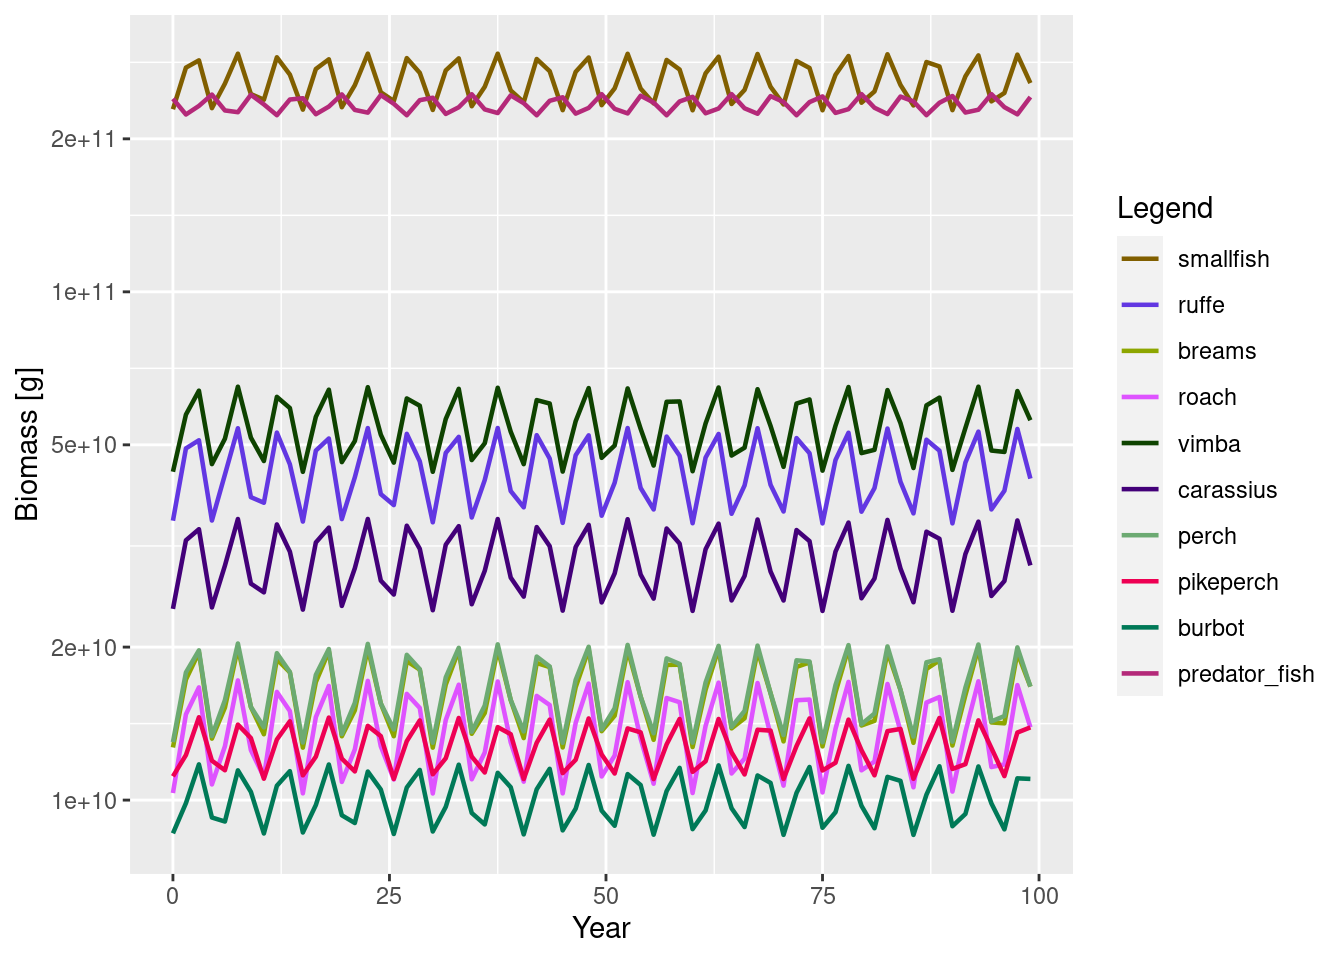 Biomass [g]
2e+11
1e+11
5e+10
2e+10
1e+10
0
25
50
75
100
Year
Legend
smallfish
ruffe
breams
roach
vimba
carassius
perch
pikeperch
burbot
predator_fish